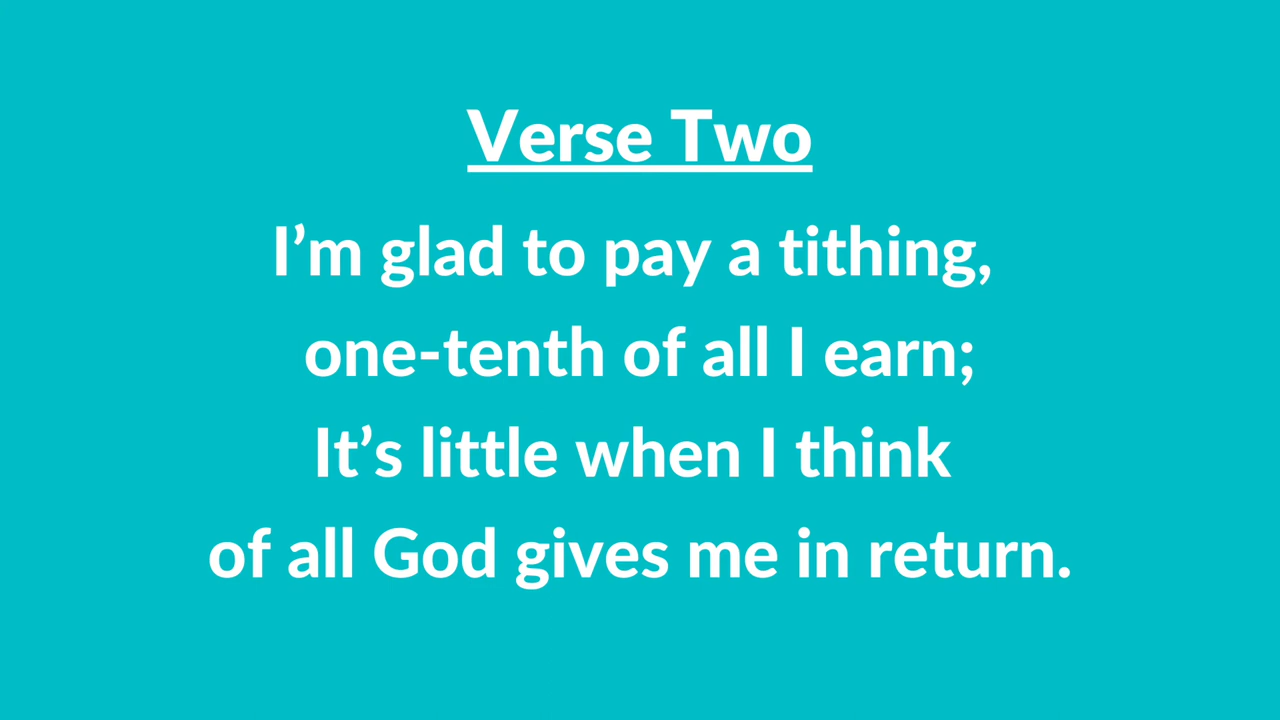 Verse Two
I’m glad to pay a tithing,
one-tenth of all I earn;
It’s little when I think
of all God gives me in return.